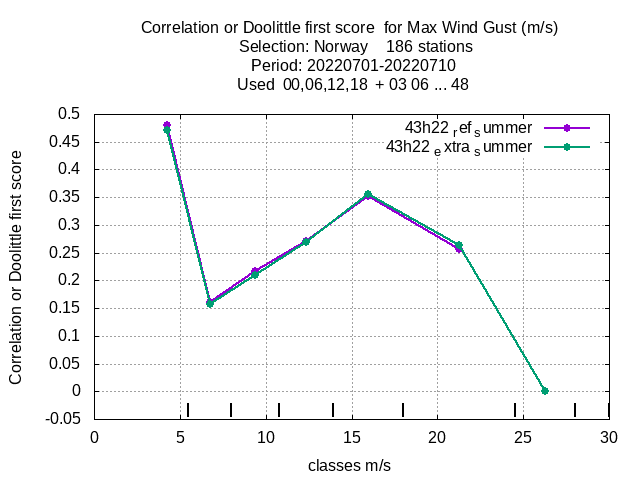 Correlation or Doolittle first score  for Max Wind Gust (m/s)
Selection: Norway    186 stations
Period: 20220701-20220710
Used  00,06,12,18  + 03 06 ... 48
43h22 ref summer
43h22 extra summer
Correlation or Doolittle first score
0.5
0.45
0.4
0.35
0.3
0.25
0.2
0.15
0.1
0.05
0
-0.05
0 5 10 15 20 25 30
classes m/s